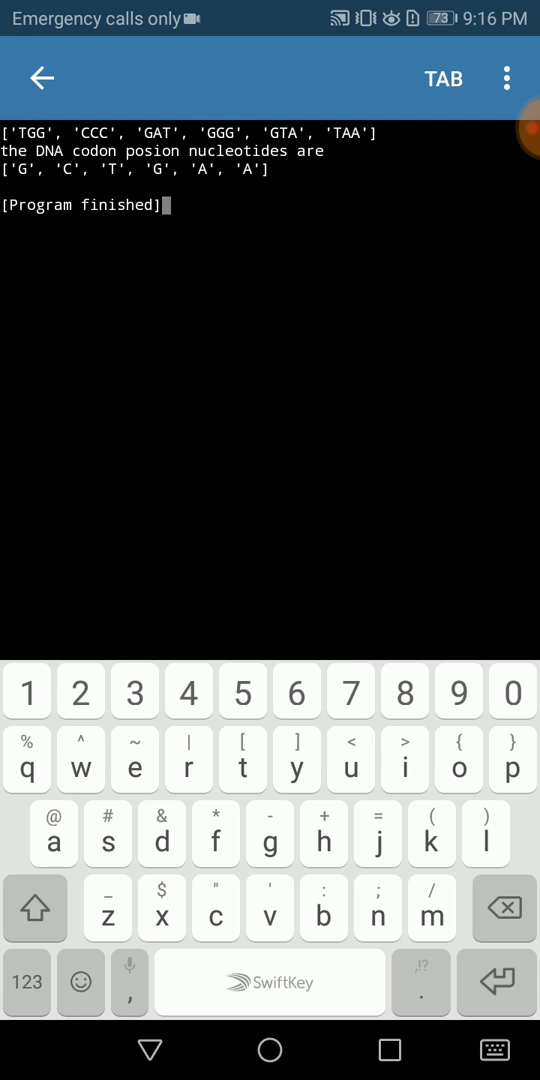 Emergency calls only 73 9:16 PM
TAB
['TGG', 'CCC', 'GAT', 'GGG', 'GTA', 'TAA']
the DNA codon posion nucleotides are
['G', 'C', 'T', 'G', 'A', 'A']
[Program finished]
1 2 3 4 5 6 7 8 9 0
% ^ ~ | [ ] < > { }
q w e r t y u i o p
@ # & * - + = ( )
a s d f g h j k l
_ $ " ' : ; /
z x c v b n m
,!?
123 , SwiftKey .